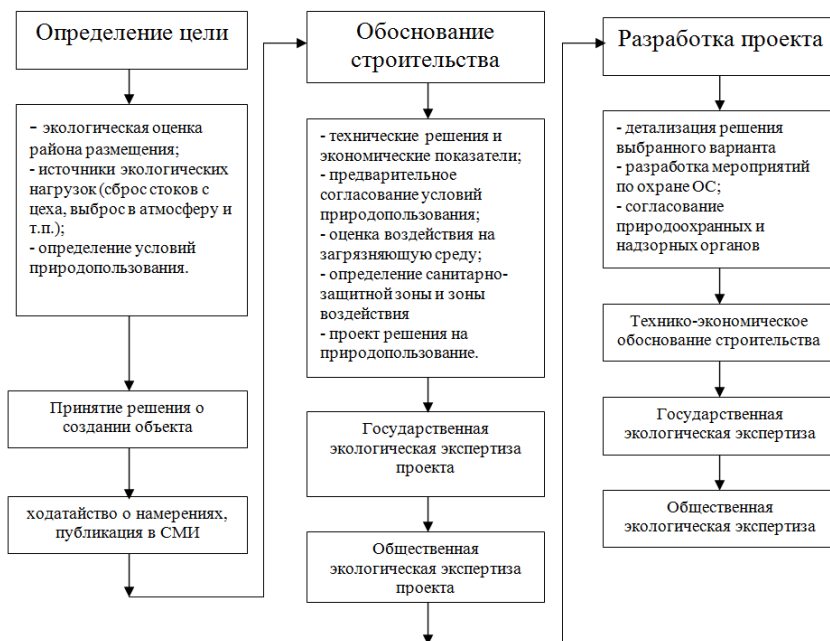 Определение цели
- экологическая оценка
района размещения;
- источники экологических
нагрузок (сброс стоков с
цеха, выброс в атмосферу и
т.п.);
- определение условий
природопользования.
Принятие решения о
создании объекта
ходатайство о намерениях,
публикация в СМИ
Обоснование
строительства
- технические решения и
экономические показатели;
- предварительное
согласование условий
природопользования;
- оценка воздействия на
загрязняющую среду;
- определение санитарно-
защитной зоны и зоны
воздействия
- проект решения на
природопользование.
Государственная
экологическая экспертиза
проекта
Общественная
экологическая экспертиза
проекта
Разработка проекта
- детализация решения
выбранного варианта
- разработка мероприятий
по охране ОС;
- согласование
природоохранных и
надзорных органов
Технико-экономическое
обоснование строительства
Государственная
экологическая экспертиза
Общественная
экологическая экспертиза